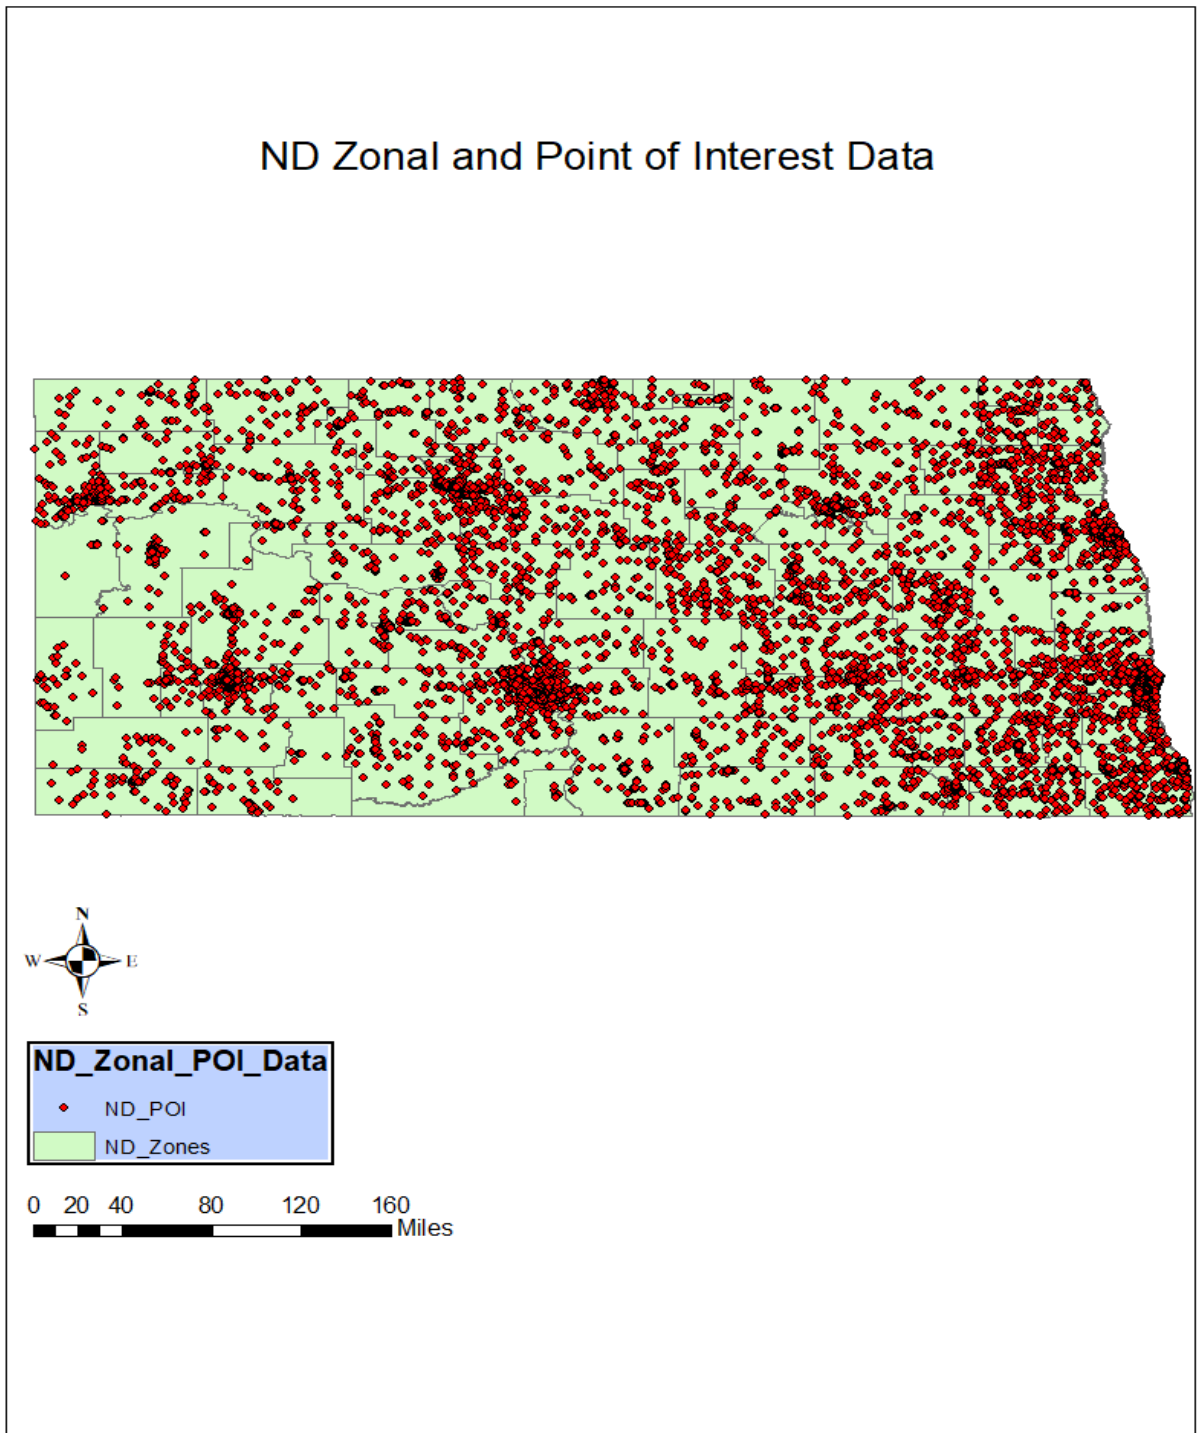 ND Zonal and Point of Interest Data
N
W E
S
ND_Zonal_POI_Data
ND_POI
ND_Zones
0 20 40 80 120 160
Miles